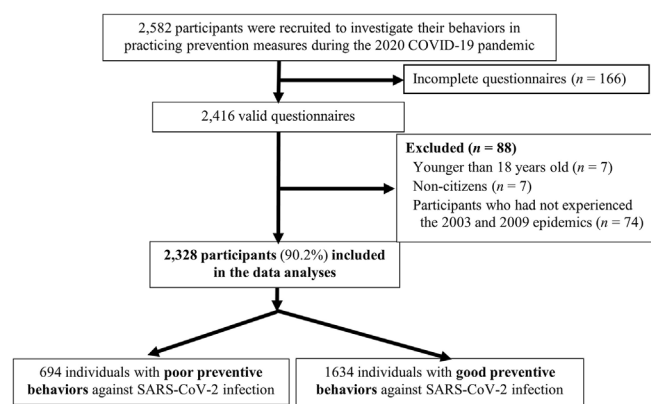 2,582 participants were recruited to investigate their behaviors in
practicing prevention measures during the 2020 COVID-19 pandemic
Incomplete questionnaires (n = 166)
2,416 valid questionnaires
Excluded (n = 88)
Younger than 18 years old (n = 7)
Non-citizens (n = 7)
Participants who had not experienced
the 2003 and 2009 epidemics (n = 74)
2,328 participants (90.2%) included
in the data analyses
694 individuals with poor preventive
behaviors against SARS-CoV-2 infection
1634 individuals with good preventive
behaviors against SARS-CoV-2 infection